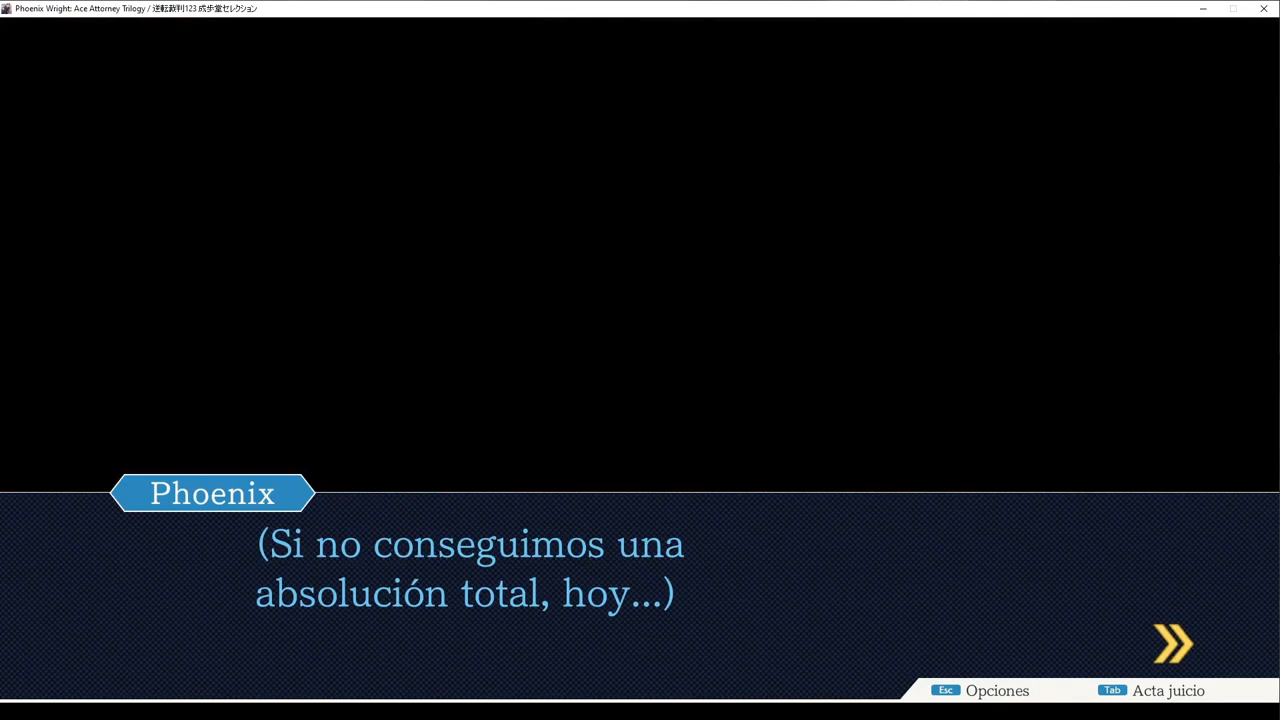 Phoenix Wright: Ace Attorney Trilogy / 逆転裁判123 成歩堂セレクション
Phoenix
(Si no conseguimos una
absolución total, hoy...)
Esc Opciones Tab Acta juicio